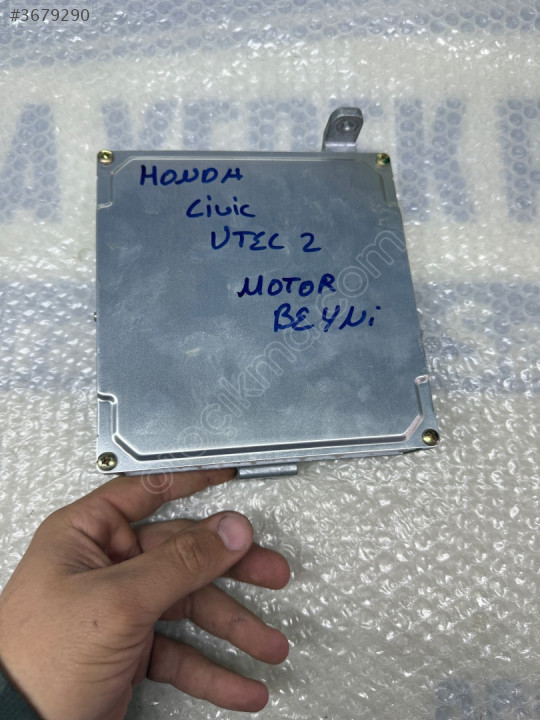 #3679290
HONDA
Civic
VTEC 2
MOTOR
BEYNi